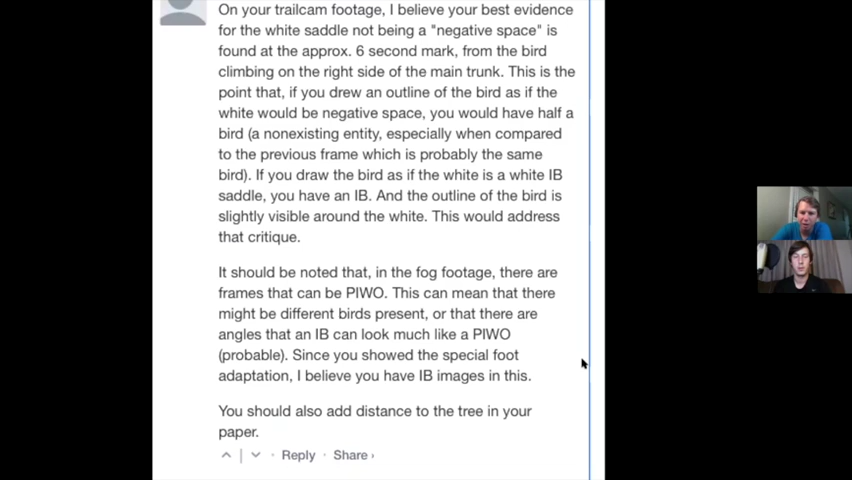 On your trailcam footage, I believe your best evidence
for the white saddle not being a "negative space" is
found at the approx. 6 second mark, from the bird
climbing on the right side of the main trunk. This is the
point that, if you drew an outline of the bird as if the
white would be negative space, you would have half a
bird (a nonexisting entity, especially when compared
to the previous frame which is probably the same
bird). If you draw the bird as if the white is a white IB
saddle, you have an IB. And the outline of the bird is
slightly visible around the white. This would address
that critique.
It should be noted that, in the fog footage, there are
frames that can be PIWO. This can mean that there
might be different birds present, or that there are
angles that an IB can look much like a PIWO
(probable). Since you showed the special foot
adaptation, I believe you have IB images in this.
You should also add distance to the tree in your
paper.
Reply · Share ›